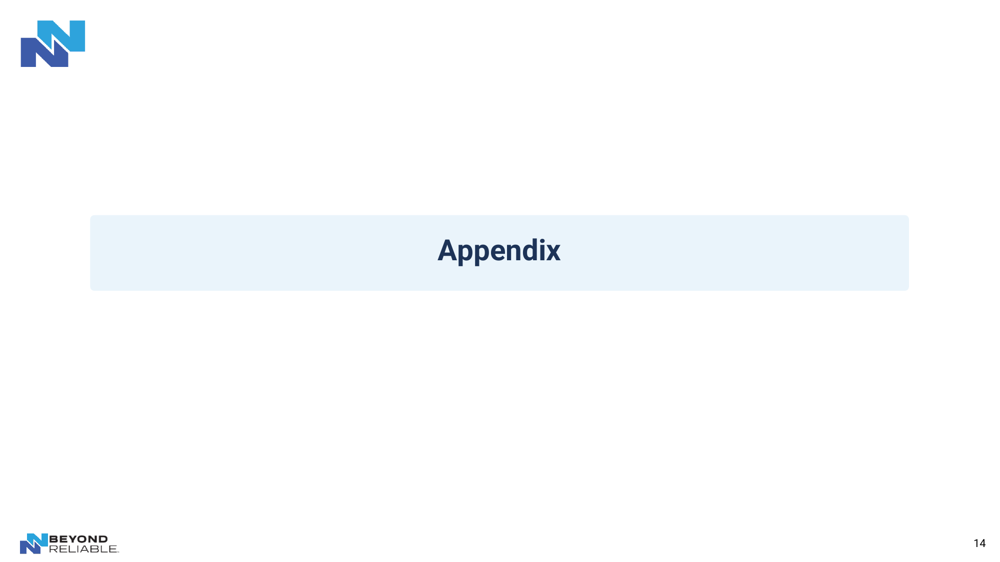 Appendix
BEYOND
RELIABLE
14